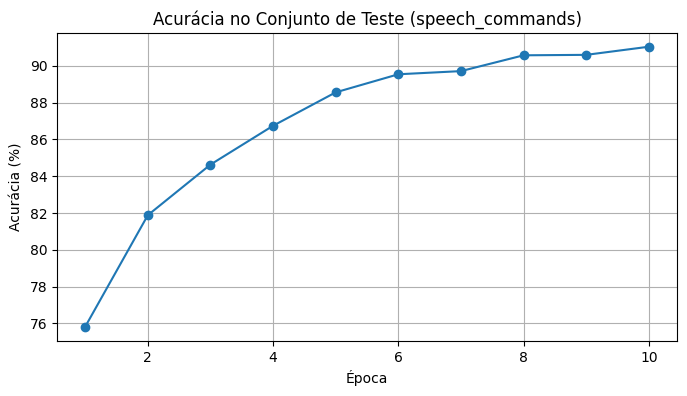 Acurácia no Conjunto de Teste (speech_commands)
Acurácia (%)
90
88
86
84
82
80
78
76
2 4 6 8 10
Época